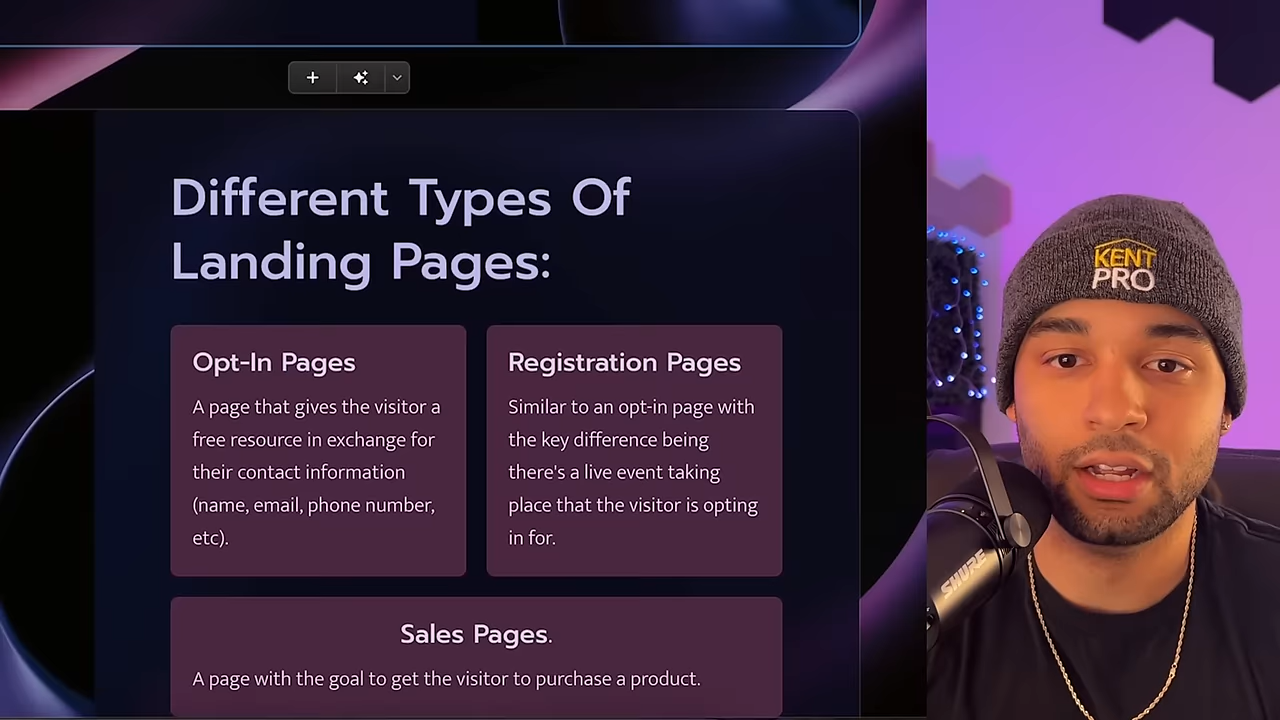 Different Types Of
Landing Pages:
Opt-In Pages
A page that gives the visitor a
free resource in exchange for
their contact information
(name, email, phone number,
etc).
Registration Pages
Similar to an opt-in page with
the key difference being
there's a live event taking
place that the visitor is opting
in for.
Sales Pages.
A page with the goal to get the visitor to purchase a product.
KENT
PRO
SHURE